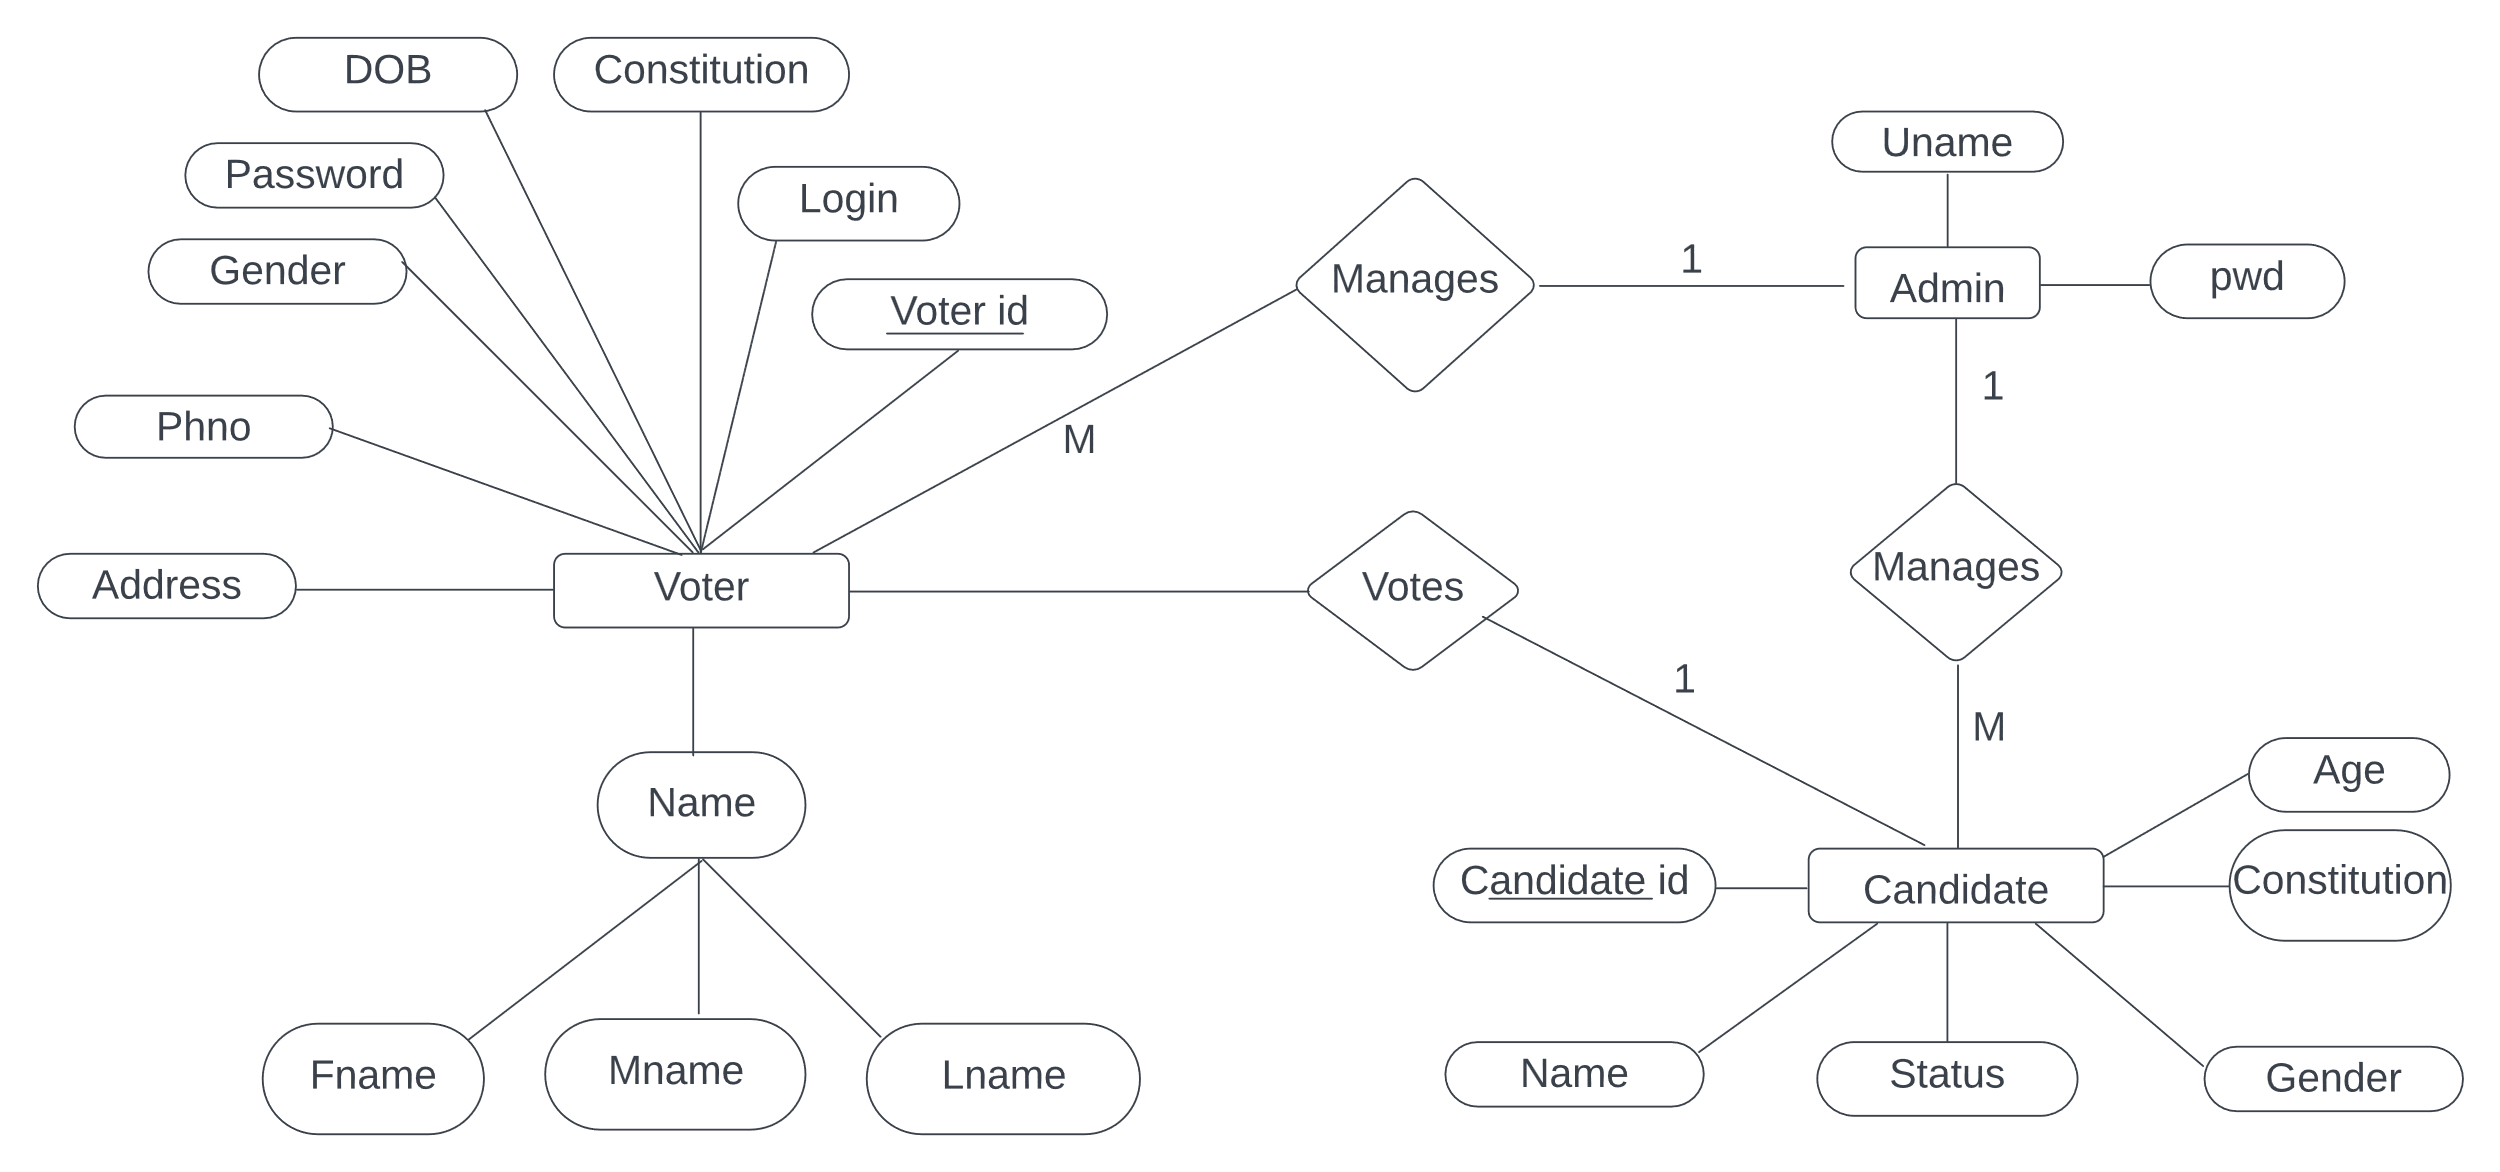 DOB
Constitution
Uname
Password
Login
Manages
1
Admin
pwd
Gender
Voter id
Phno
M
1
Address
Voter
Votes
Manages
1
M
Name
Age
Candidate id
Candidate
Constitution
Fname
Mname
Lname
Name
Status
Gender